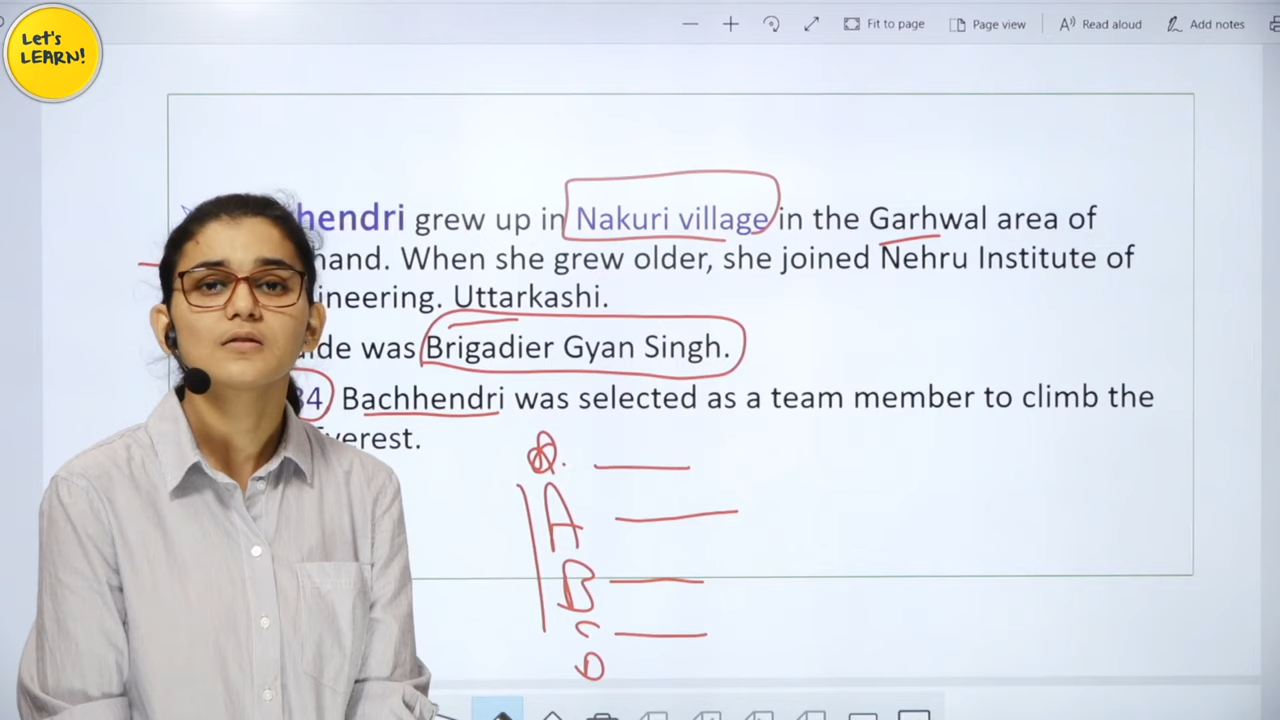 Let's
LEARN!
Fit to page
Page view
Read aloud
Add notes
hendri grew up in Nakuri village in the Garhwal area of
hand. When she grew older, she joined Nehru Institute of
ineering. Uttarkashi.
ide was Brigadier Gyan Singh.
84 Bachhendri was selected as a team member to climb the
verest.
Q.
A
B
C
D